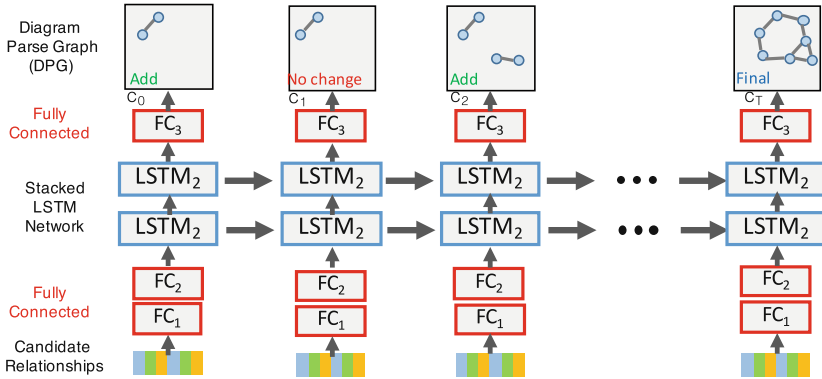 Diagram
Parse Graph
(DPG)
Add
No change
Add
Final
C0
C1
C2
CT
Fully
Connected
FC3
FC3
FC3
FC3
Stacked
LSTM
Network
LSTM2
LSTM2
LSTM2
LSTM2
LSTM2
LSTM2
LSTM2
LSTM2
Fully
Connected
FC2
FC2
FC2
FC2
FC1
FC1
FC1
FC1
Candidate
Relationships